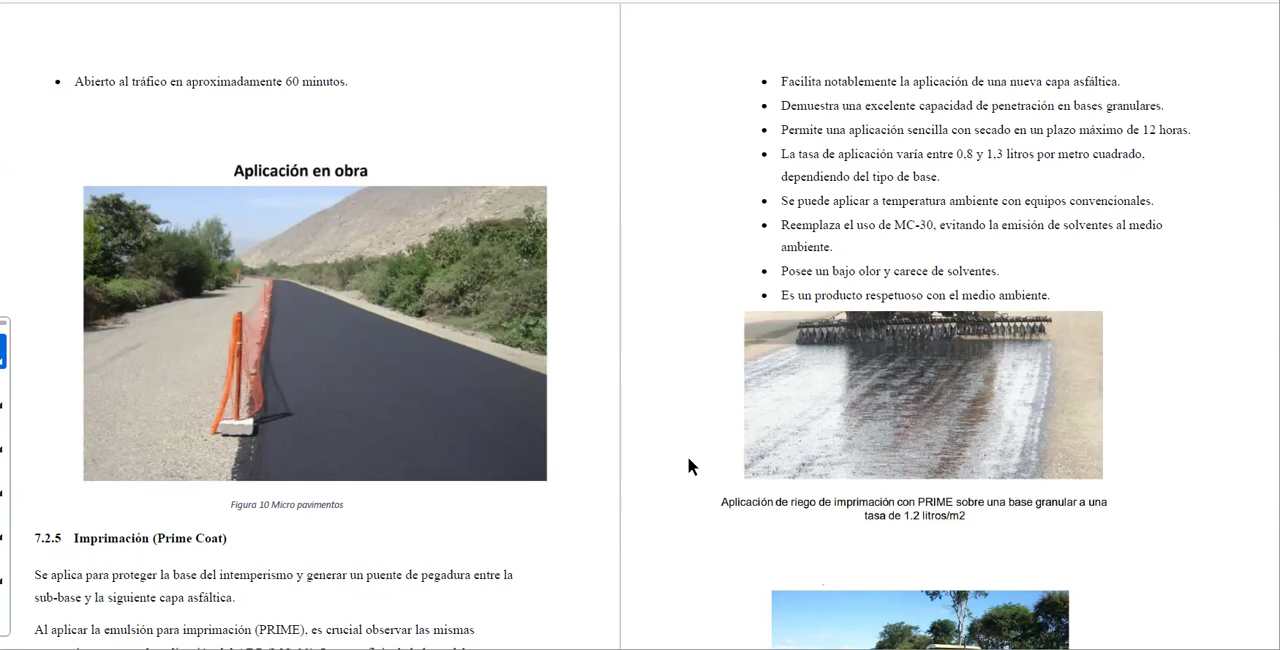 • Abierto al tráfico en aproximadamente 60 minutos.
Aplicación en obra
Figura 10 Micro pavimentos
7.2.5 Imprimación (Prime Coat)
Se aplica para proteger la base del intemperismo y generar un puente de pegadura entre la
sub-base y la siguiente capa asfáltica.
Al aplicar la emulsión para imprimación (PRIME), es crucial observar las mismas
• Facilita notablemente la aplicación de una nueva capa asfáltica.
• Demuestra una excelente capacidad de penetración en bases granulares.
• Permite una aplicación sencilla con secado en un plazo máximo de 12 horas.
• La tasa de aplicación varía entre 0,8 y 1,3 litros por metro cuadrado,
dependiendo del tipo de base.
• Se puede aplicar a temperatura ambiente con equipos convencionales.
• Reemplaza el uso de MC-30, evitando la emisión de solventes al medio
ambiente.
• Posee un bajo olor y carece de solventes.
• Es un producto respetuoso con el medio ambiente.
Aplicación de riego de imprimación con PRIME sobre una base granular a una
tasa de 1.2 litros/m2